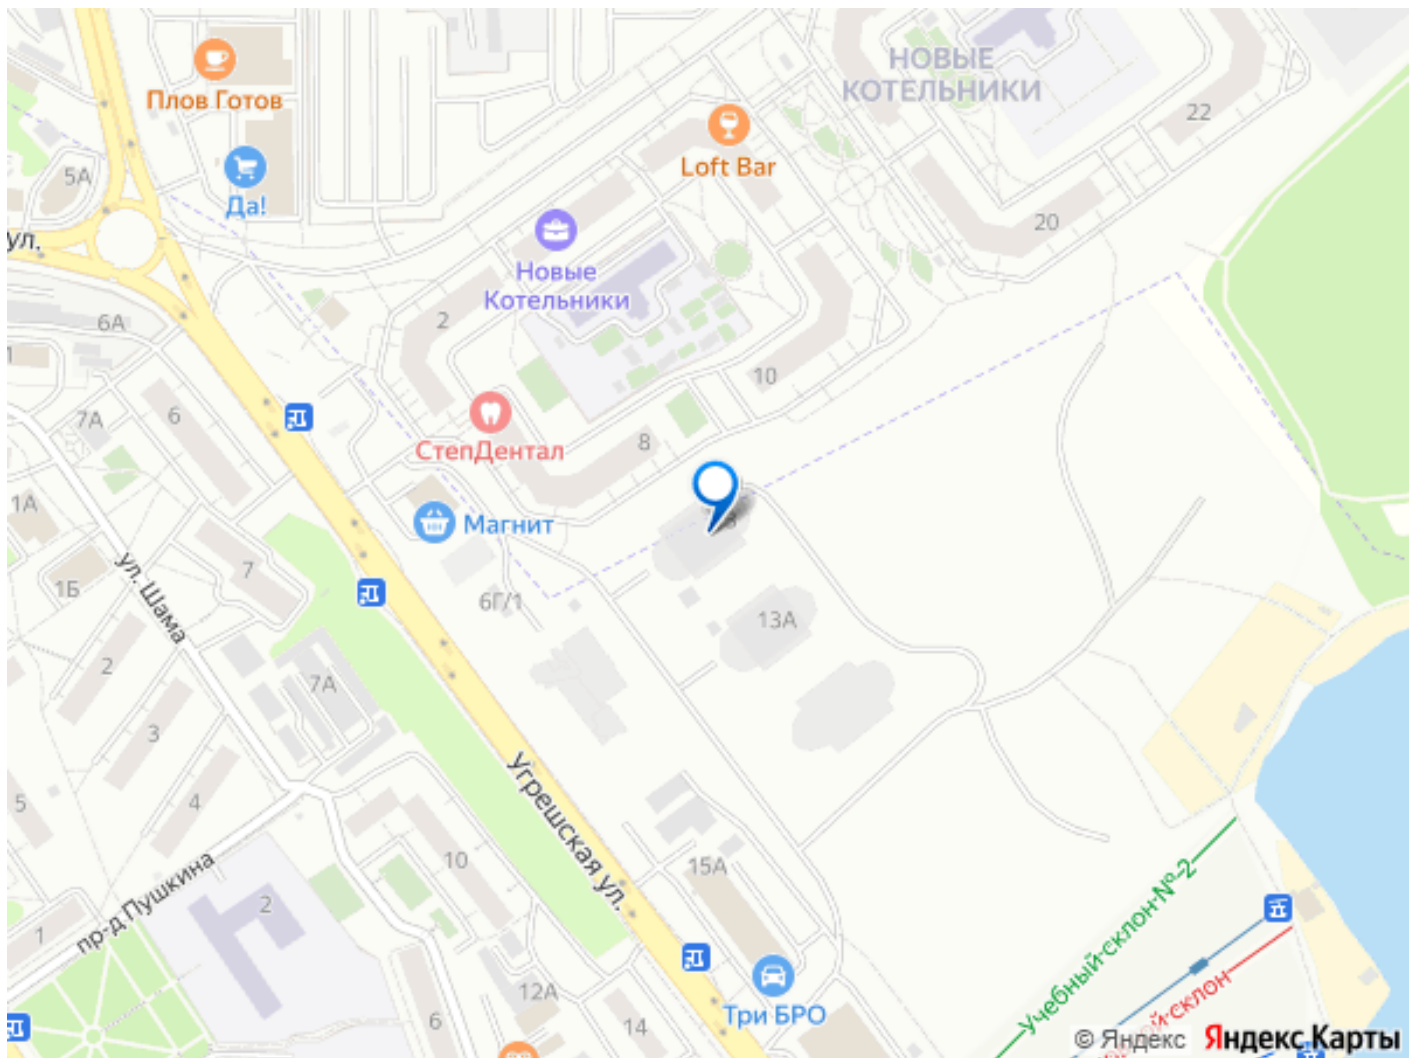 НОВЫЕ
КОТЕЛЬНИКИ
Плов Готов
22
Loft Bar
5А
Да!
ул.
20
Новые
Котельники
2
6А
10
6
7А
8
СтепДентал
1А
Магнит
7
1Б
ул. Шама
6Г/1
13А
2
7А
3
5
4
Угрешская ул.
10
15А
пр-д Пушкина
2
1
Учебный склон № 2
12А
6
14
Три БРО
склон
© Яндекс Яндекс Карты